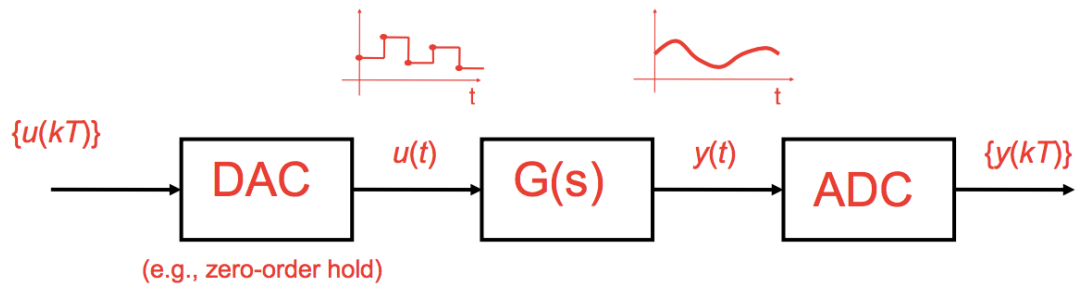 t
t
{u(kT)}
u(t)
y(t)
{y(kT)}
DAC
G(s)
ADC
(e.g., zero-order hold)